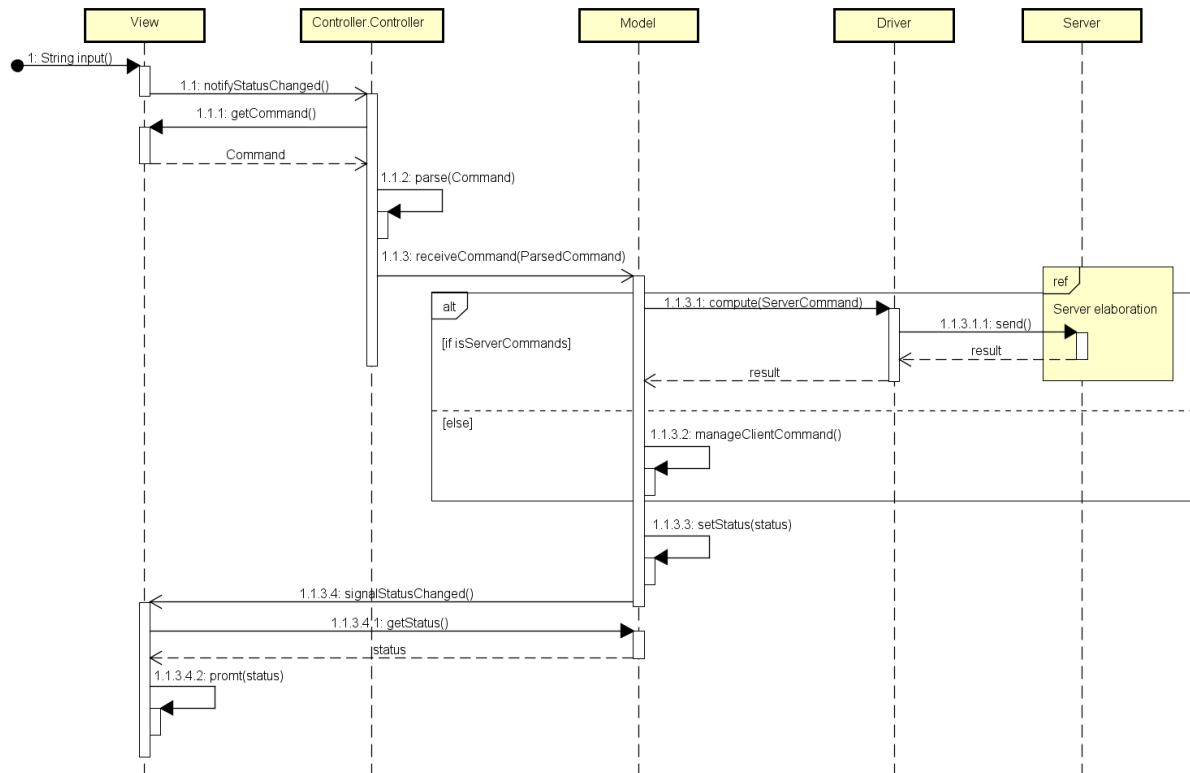 View
Controller.Controller
Model
Driver
Server
1: String input()
1.1: notifyStatusChanged()
1.1.1: getCommand()
Command
1.1.2: parse(Command)
1.1.3: receiveCommand(ParsedCommand)
ref
alt
1.1.3.1: compute(ServerCommand)
Server elaboration
1.1.3.1.1: send()
[if isServerCommands]
result
result
[else]
1.1.3.2: manageClientCommand()
1.1.3.3: setStatus(status)
1.1.3.4: signalStatusChanged()
1.1.3.4.1: getStatus()
status
1.1.3.4.2: promt(status)